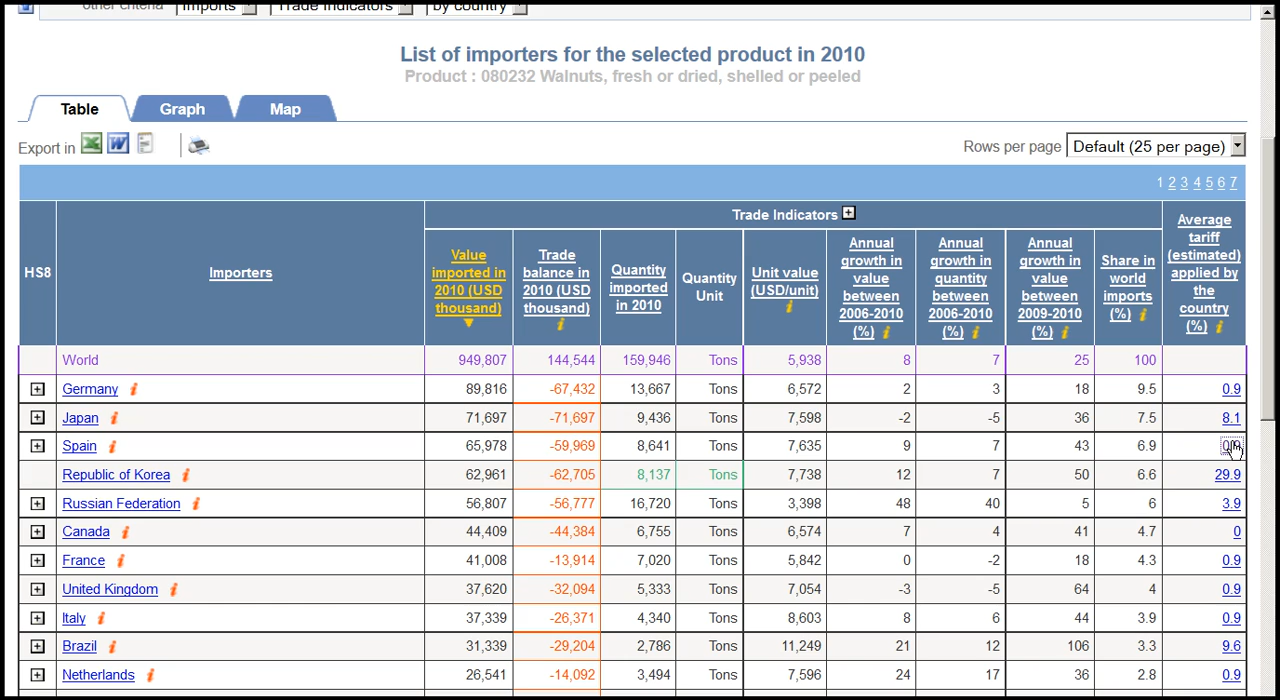 other criteria Imports Trade Indicators by country
List of importers for the selected product in 2010
Product : 080232 Walnuts, fresh or dried, shelled or peeled
Table Graph Map
Export in Rows per page Default (25 per page)
1 2 3 4 5 6 7
HS8 Importers Trade Indicators Average tariff (estimated) applied by the country (%)
Value imported in 2010 (USD thousand) Trade balance in 2010 (USD thousand) Quantity imported in 2010 Quantity Unit Unit value (USD/unit) Annual growth in value between 2006-2010 (%) Annual growth in quantity between 2006-2010 (%) Annual growth in value between 2009-2010 (%) Share in world imports (%)
World 949,807 144,544 159,946 Tons 5,938 8 7 25 100
Germany 89,816 -67,432 13,667 Tons 6,572 2 3 18 9.5 0.9
Japan 71,697 -71,697 9,436 Tons 7,598 -2 -5 36 7.5 8.1
Spain 65,978 -59,969 8,641 Tons 7,635 9 7 43 6.9
Republic of Korea 62,961 -62,705 8,137 Tons 7,738 12 7 50 6.6 29.9
Russian Federation 56,807 -56,777 16,720 Tons 3,398 48 40 5 6 3.9
Canada 44,409 -44,384 6,755 Tons 6,574 7 4 41 4.7 0
France 41,008 -13,914 7,020 Tons 5,842 0 -2 18 4.3 0.9
United Kingdom 37,620 -32,094 5,333 Tons 7,054 -3 -5 64 4 0.9
Italy 37,339 -26,371 4,340 Tons 8,603 8 6 44 3.9 0.9
Brazil 31,339 -29,204 2,786 Tons 11,249 21 12 106 3.3 9.6
Netherlands 26,541 -14,092 3,494 Tons 7,596 24 17 36 2.8 0.9